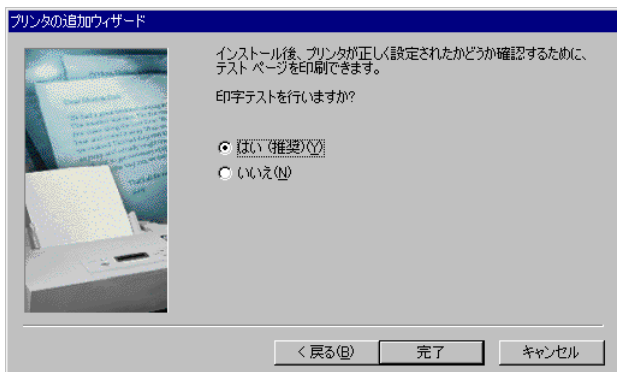 プリンタの追加ウィザード
インストール後、プリンタが正しく設定されたかどうか確認するために、
テスト ページを印刷できます。
印字テストを行いますか?
はい (推奨)(Y)
いいえ(N)
< 戻る(B)
完了
キャンセル